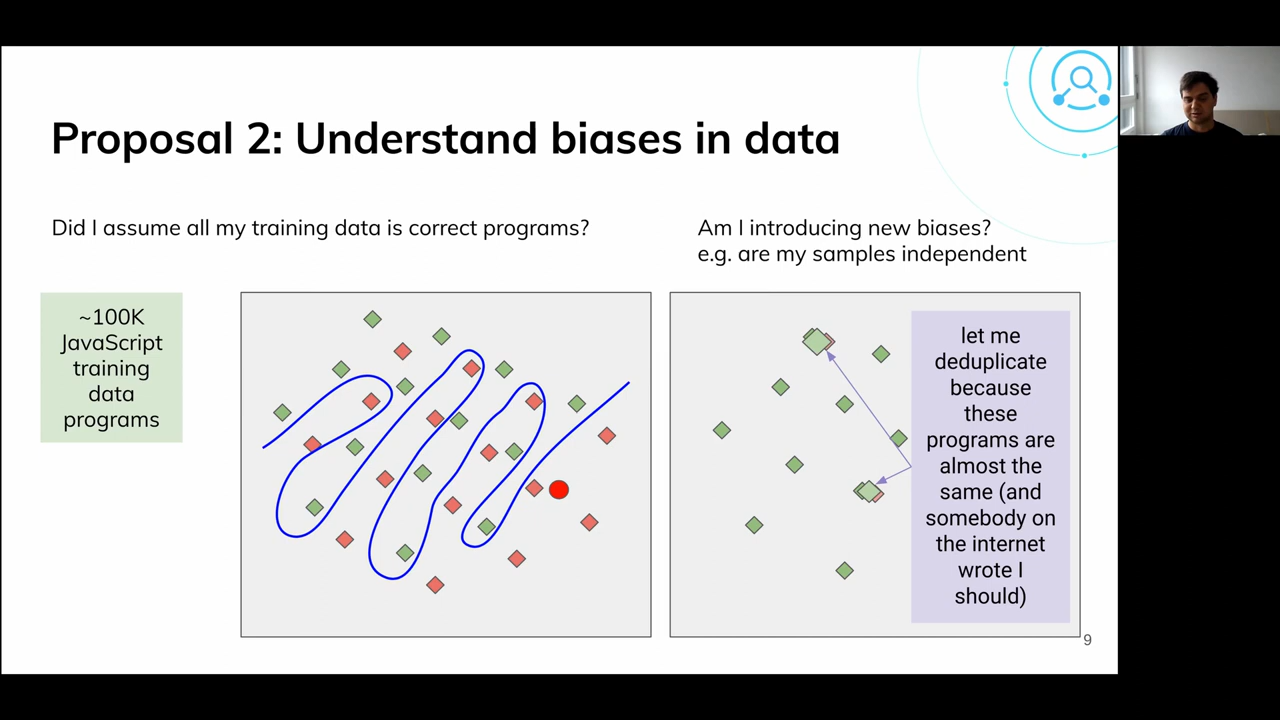 Proposal 2: Understand biases in data
Did I assume all my training data is correct programs?
Am I introducing new biases?
e.g. are my samples independent
~100K
JavaScript
training
data
programs
let me
deduplicate
because
these
programs are
almost the
same (and
somebody on
the internet
wrote I
should)
9